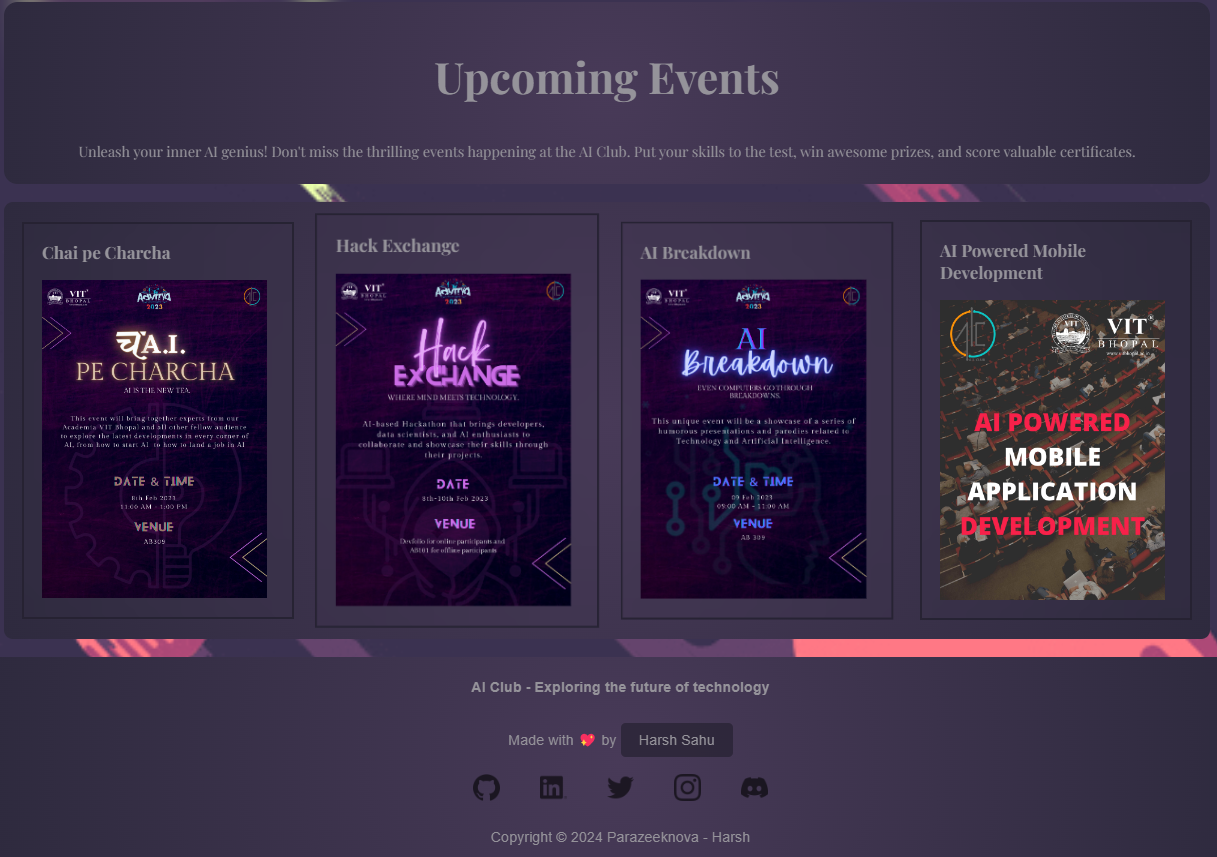 Upcoming Events
Unleash your inner AI genius! Don't miss the thrilling events happening at the AI Club. Put your skills to the test, win awesome prizes, and score valuable certificates.
Chai pe Charcha
VIT
BHOPAL
Advitya
2023
चAI.
PE CHARCHA
AI IS THE NEW TEA.
This event will bring together experts from our
Academia VIT Bhopal and all other fellow audience
to explore the latest developments in every corner of
AI, from how to start AI to how to land a job in AI
DATE & TIME
8th Feb 2023
11:00 AM - 1:00 PM
VENUE
AB309
Hack Exchange
VIT
BHOPAL
Advitya
2023
Hack
EXCHANGE
WHERE MIND MEETS TECHNOLOGY.
AI-based Hackathon that brings developers,
data scientists, and AI enthusiasts to
collaborate and showcase their skills through
their projects.
DATE
8th-10th Feb 2023
VENUE
Devfolio for online participants and
AB101 for offline participants
AI Breakdown
VIT
BHOPAL
Advitya
2023
AI
Breakdown
EVEN COMPUTERS GO THROUGH
BREAKDOWNS.
This unique event will be a showcase of a series of
humorous presentations and parodies related to
Technology and Artificial Intelligence.
DATE & TIME
09 Feb 2023
09:00 AM - 11:00 AM
VENUE
AB 309
AI Powered Mobile
Development
VIT
VIT
BHOPAL
www.vitbhopal.ac.in
AI POWERED
MOBILE
APPLICATION
DEVELOPMENT
AI Club - Exploring the future of technology
Made with 💖 by Harsh Sahu
in
Copyright © 2024 Parazeeknova - Harsh